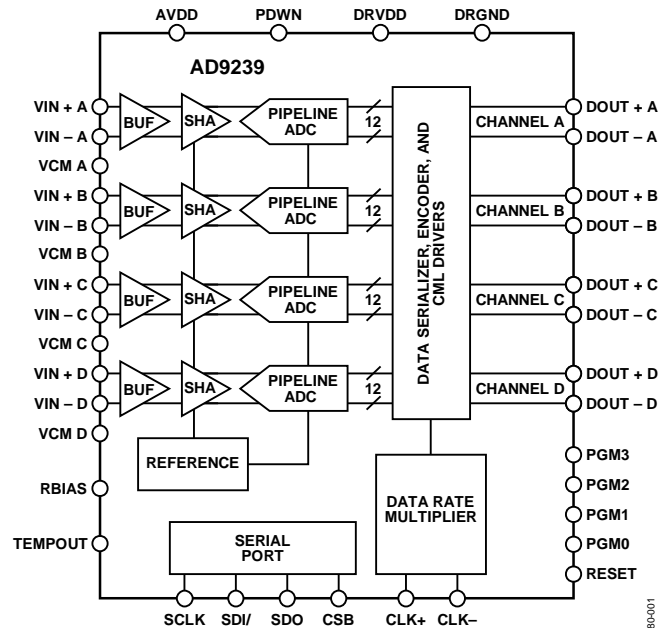 AVDD PDWN DRVDD DRGND
AD9239
VIN + A
VIN – A
VCM A
VIN + B
VIN – B
VCM B
VIN + C
VIN – C
VCM C
VIN + D
VIN – D
VCM D
RBIAS
TEMPOUT
BUF SHA PIPELINE
ADC
12
BUF SHA PIPELINE
ADC
12
BUF SHA PIPELINE
ADC
12
BUF SHA PIPELINE
ADC
12
REFERENCE
DATA SERIALIZER, ENCODER, AND
CML DRIVERS
CHANNEL A
CHANNEL B
CHANNEL C
CHANNEL D
DOUT + A
DOUT – A
DOUT + B
DOUT – B
DOUT + C
DOUT – C
DOUT + D
DOUT – D
DATA RATE
MULTIPLIER
SERIAL
PORT
PGM3
PGM2
PGM1
PGM0
RESET
SCLK SDI/ SDO CSB CLK+ CLK–
80-001